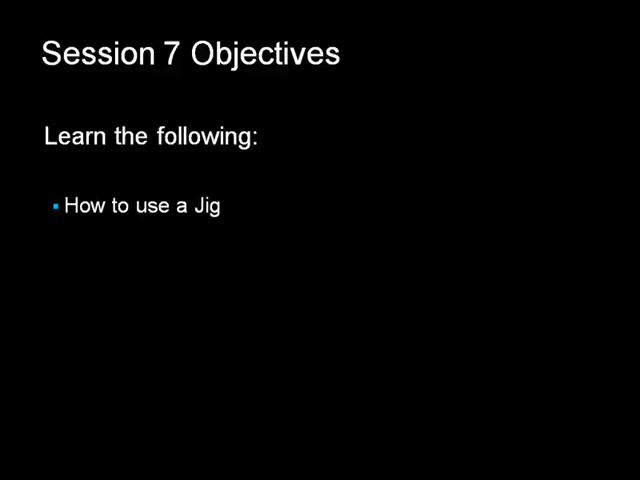 Session 7 Objectives
Learn the following:
▪ How to use a Jig